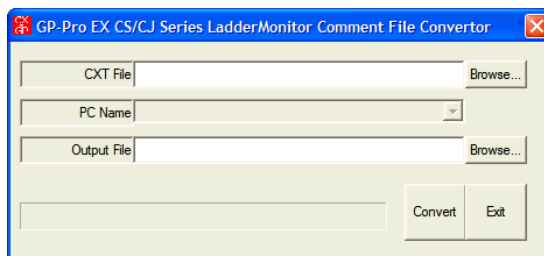 GP-Pro EX CS/CJ Series LadderMonitor Comment File Convertor
CXT File Browse...
PC Name
Output File Browse...
Convert Exit